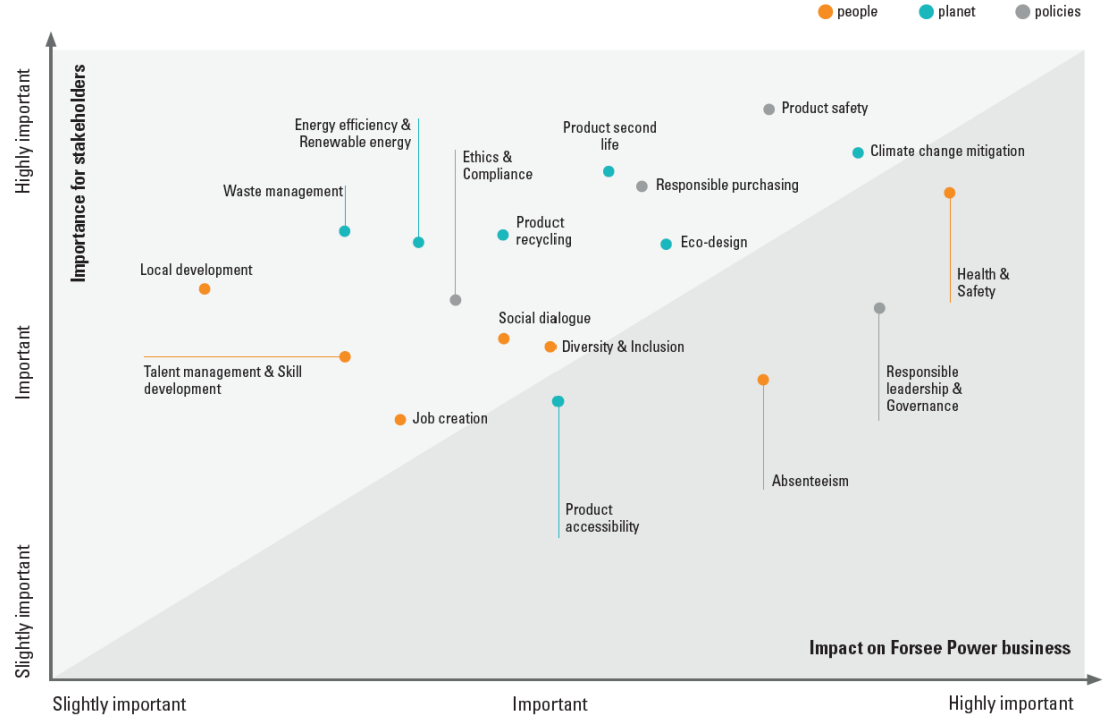 people
planet
policies
Highly important
Important
Slightly important
Importance for stakeholders
Product safety
Energy efficiency &
Renewable energy
Product second
life
Ethics &
Compliance
Climate change mitigation
Waste management
Responsible purchasing
Product
recycling
Eco-design
Local development
Health &
Safety
Social dialogue
Diversity & Inclusion
Talent management & Skill
development
Responsible
leadership &
Governance
Job creation
Absenteeism
Product
accessibility
Impact on Forsee Power business
Slightly important
Important
Highly important